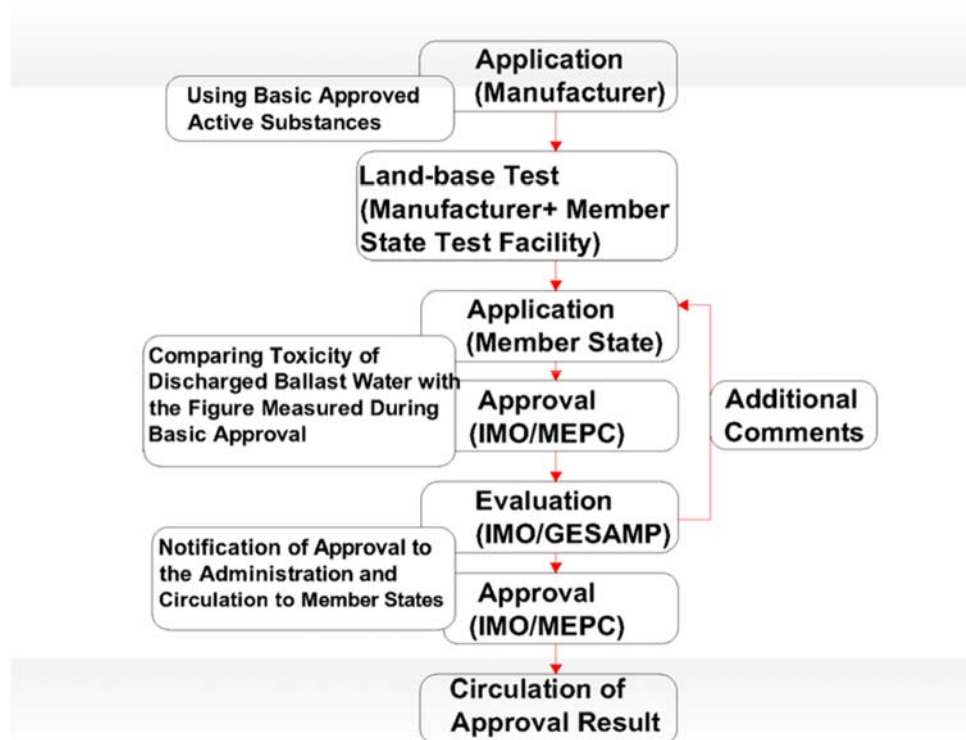 Application
(Manufacturer)
Using Basic Approved
Active Substances
Land-base Test
(Manufacturer+ Member
State Test Facility)
Application
(Member State)
Comparing Toxicity of
Discharged Ballast Water with
the Figure Measured During
Basic Approval
Approval
(IMO/MEPC)
Additional
Comments
Evaluation
(IMO/GESAMP)
Notification of Approval to
the Administration and
Circulation to Member States
Approval
(IMO/MEPC)
Circulation of
Approval Result